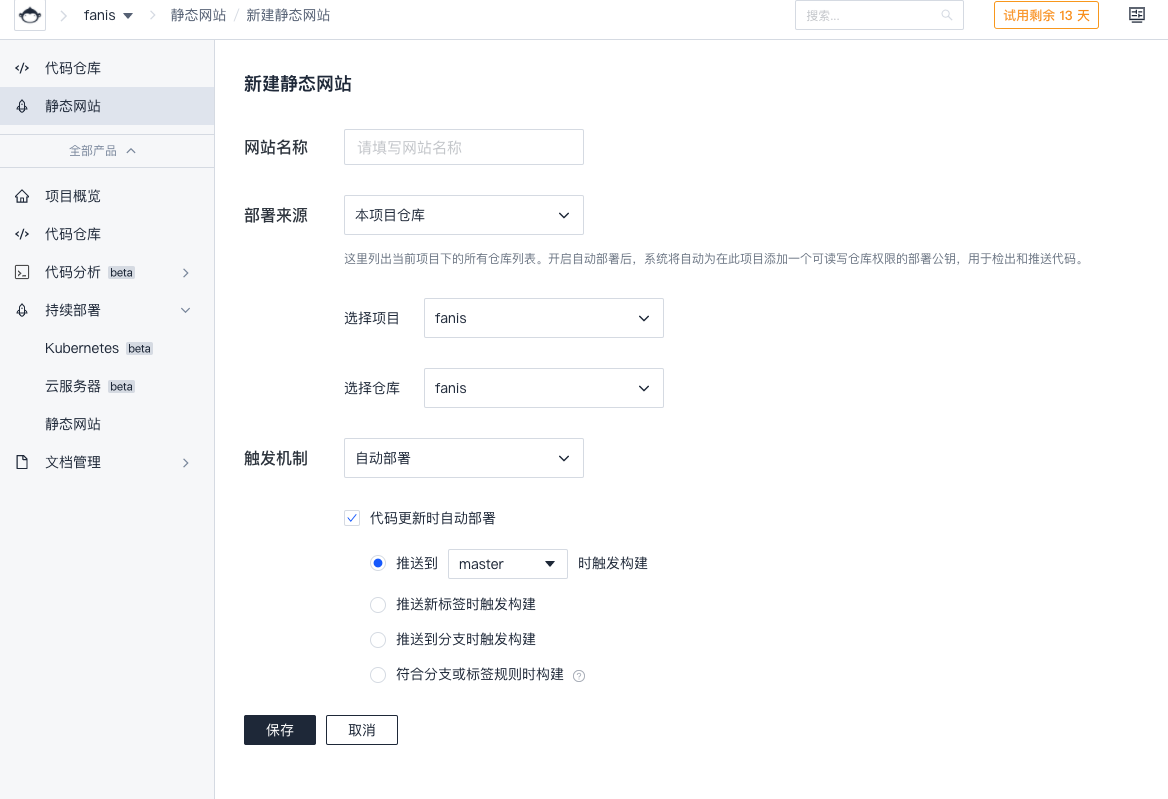 fanis 静态网站 / 新建静态网站 搜索... 试用剩余 13 天
代码仓库
静态网站
全部产品
项目概览
代码仓库
代码分析 beta
持续部署
Kubernetes beta
云服务器 beta
静态网站
文档管理
新建静态网站
网站名称 请填写网站名称
部署来源 本项目仓库
这里列出当前项目下的所有仓库列表。开启自动部署后，系统将自动为在此项目添加一个可读写仓库权限的部署公钥，用于检出和推送代码。
选择项目 fanis
选择仓库 fanis
触发机制 自动部署
代码更新时自动部署
推送到 master 时触发构建
推送新标签时触发构建
推送到分支时触发构建
符合分支或标签规则时构建 ?
保存 取消